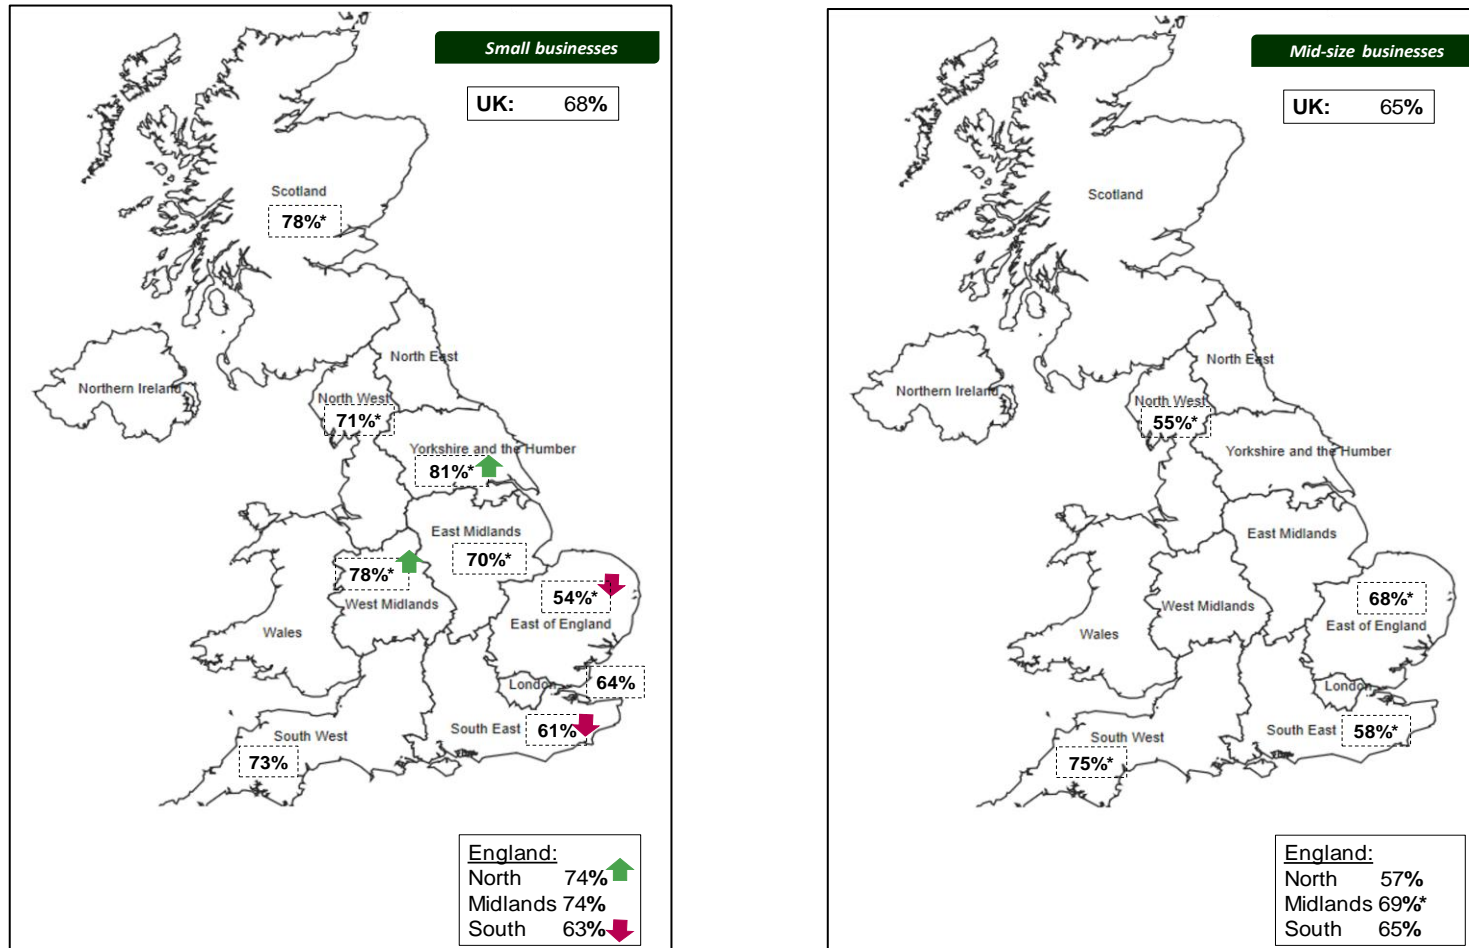 Small businesses
UK: 68%
Scotland
78%*
North East
Northern Ireland
North West
71%*
Yorkshire and the Humber
81%*
East Midlands
70%*
78%*
West Midlands
54%*
East of England
Wales
London 64%
South East 61%
South West
73%
England:
North 74%
Midlands 74%
South 63%
Mid-size businesses
UK: 65%
Scotland
North East
Northern Ireland
North West
55%*
Yorkshire and the Humber
East Midlands
68%*
West Midlands
East of England
Wales
London
South East 58%*
South West
75%*
England:
North 57%
Midlands 69%*
South 65%